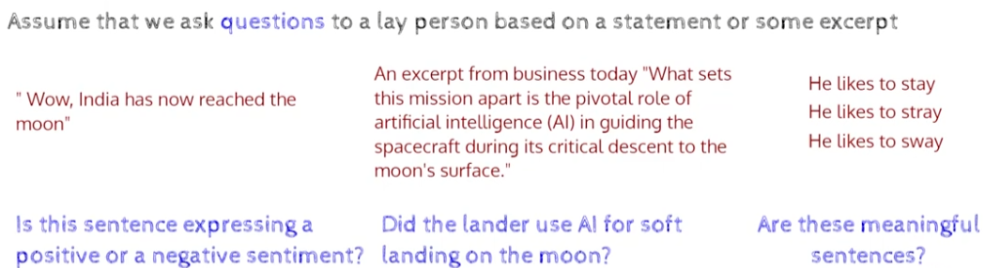 Assume that we ask questions to a lay person based on a statement or some excerpt
" Wow, India has now reached the
moon"
An excerpt from business today "What sets
this mission apart is the pivotal role of
artificial intelligence (AI) in guiding the
spacecraft during its critical descent to the
moon's surface."
He likes to stay
He likes to stray
He likes to sway
Is this sentence expressing a
positive or a negative sentiment?
Did the lander use AI for soft
landing on the moon?
Are these meaningful
sentences?